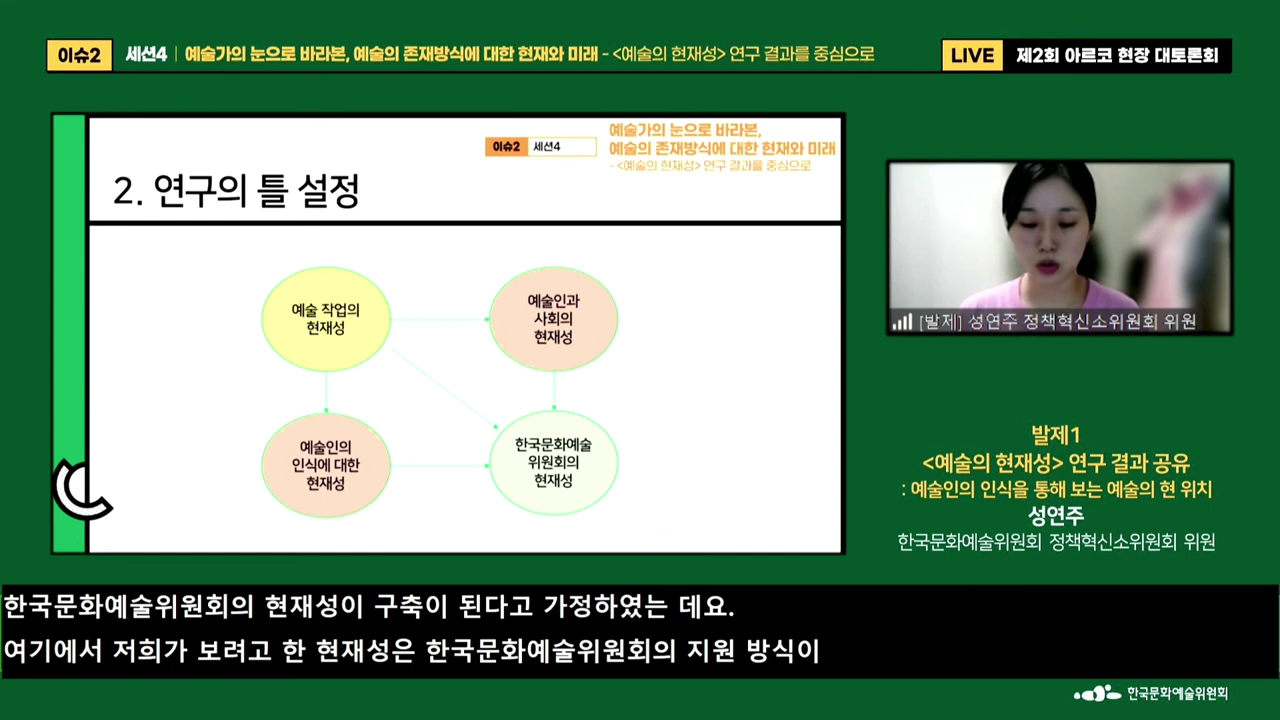 이슈2 세션4 | 예술가의 눈으로 바라본, 예술의 존재방식에 대한 현재와 미래 - <예술의 현재성> 연구 결과를 중심으로
LIVE 제2회 아르코 현장 대토론회
이슈2 세션4
예술가의 눈으로 바라본,
예술의 존재방식에 대한 현재와 미래
- <예술의 현재성> 연구 결과를 중심으로
2. 연구의 틀 설정
예술 작업의
현재성
예술인과
사회의
현재성
예술인의
인식에 대한
현재성
한국문화예술
위원회의
현재성
[발제] 성연주 정책혁신소위원회 위원
발제1
<예술의 현재성> 연구 결과 공유
: 예술인의 인식을 통해 보는 예술의 현 위치
성연주
한국문화예술위원회 정책혁신소위원회 위원
한국문화예술위원회의 현재성이 구축이 된다고 가정하였는 데요.
여기에서 저희가 보려고 한 현재성은 한국문화예술위원회의 지원 방식이
한국문화예술위원회